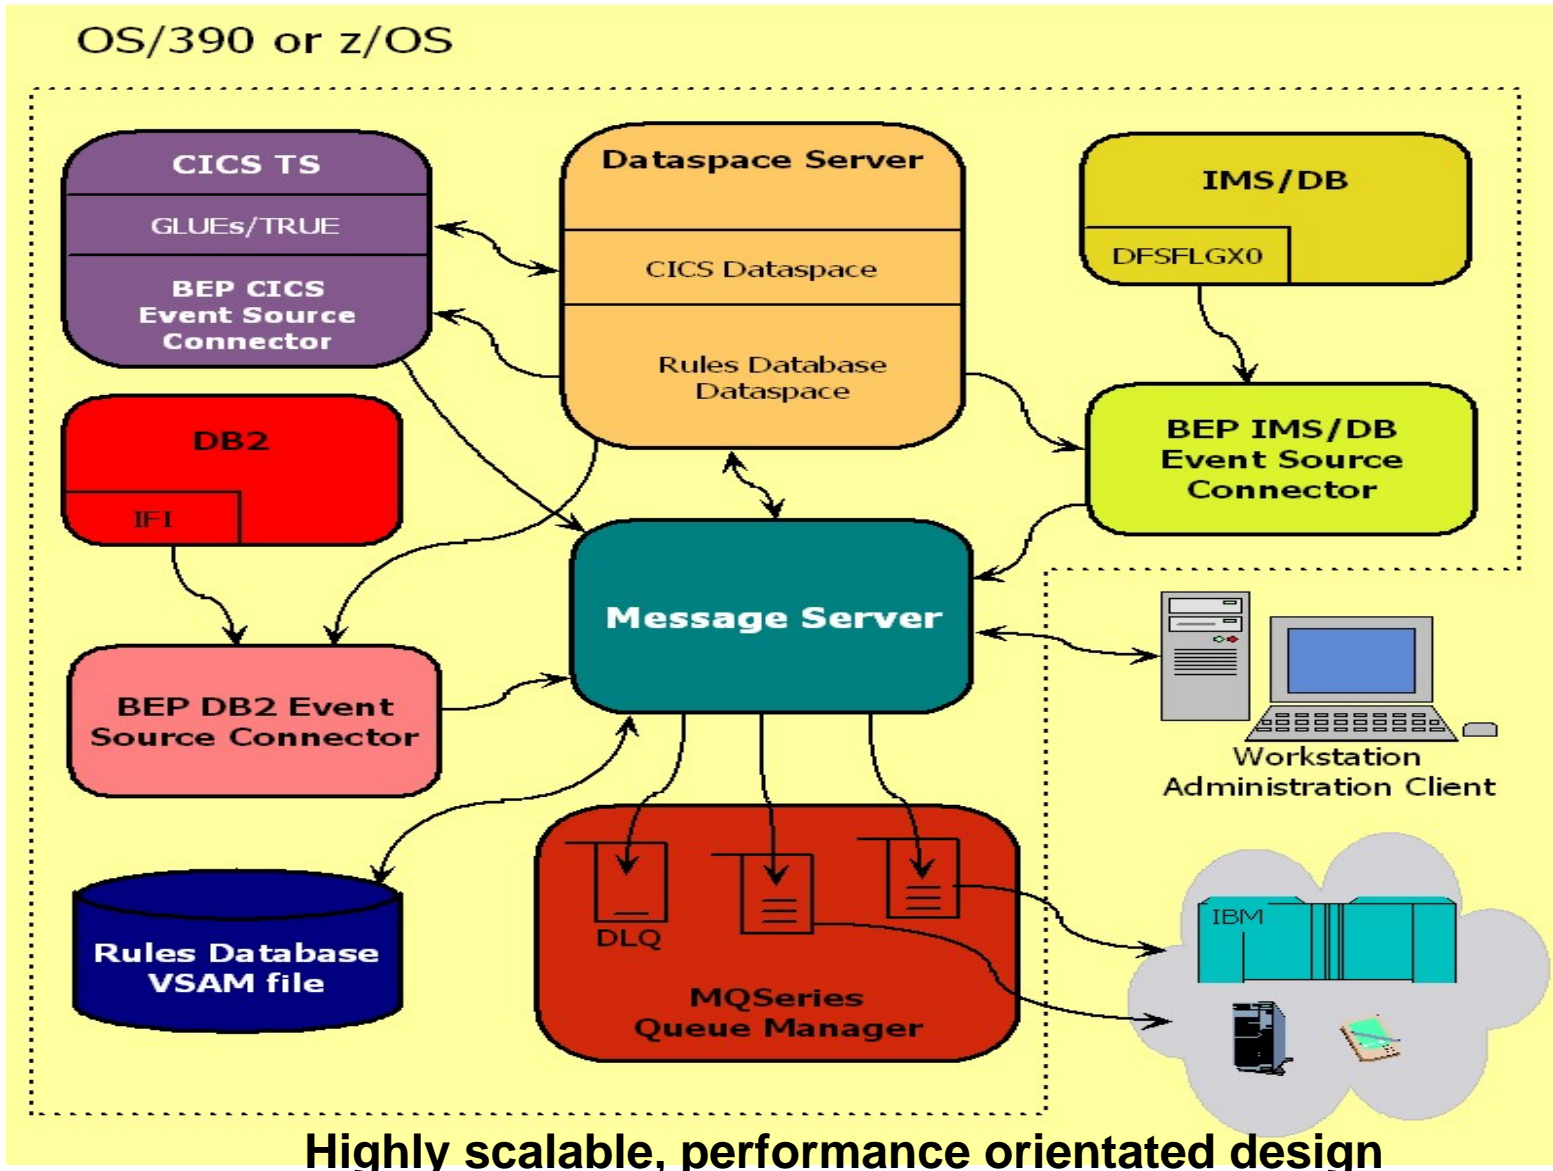 OS/390 or z/OS
CICS TS
GLUEs/TRUE
BEP CICS
Event Source
Connector
Dataspace Server
CICS Dataspace
Rules Database
Dataspace
IMS/DB
DFSFLGX0
BEP IMS/DB
Event Source
Connector
DB2
IFI
Message Server
BEP DB2 Event
Source Connector
Workstation
Administration Client
Rules Database
VSAM file
DLQ
MQSeries
Queue Manager
IBM
Highly scalable, performance orientated design